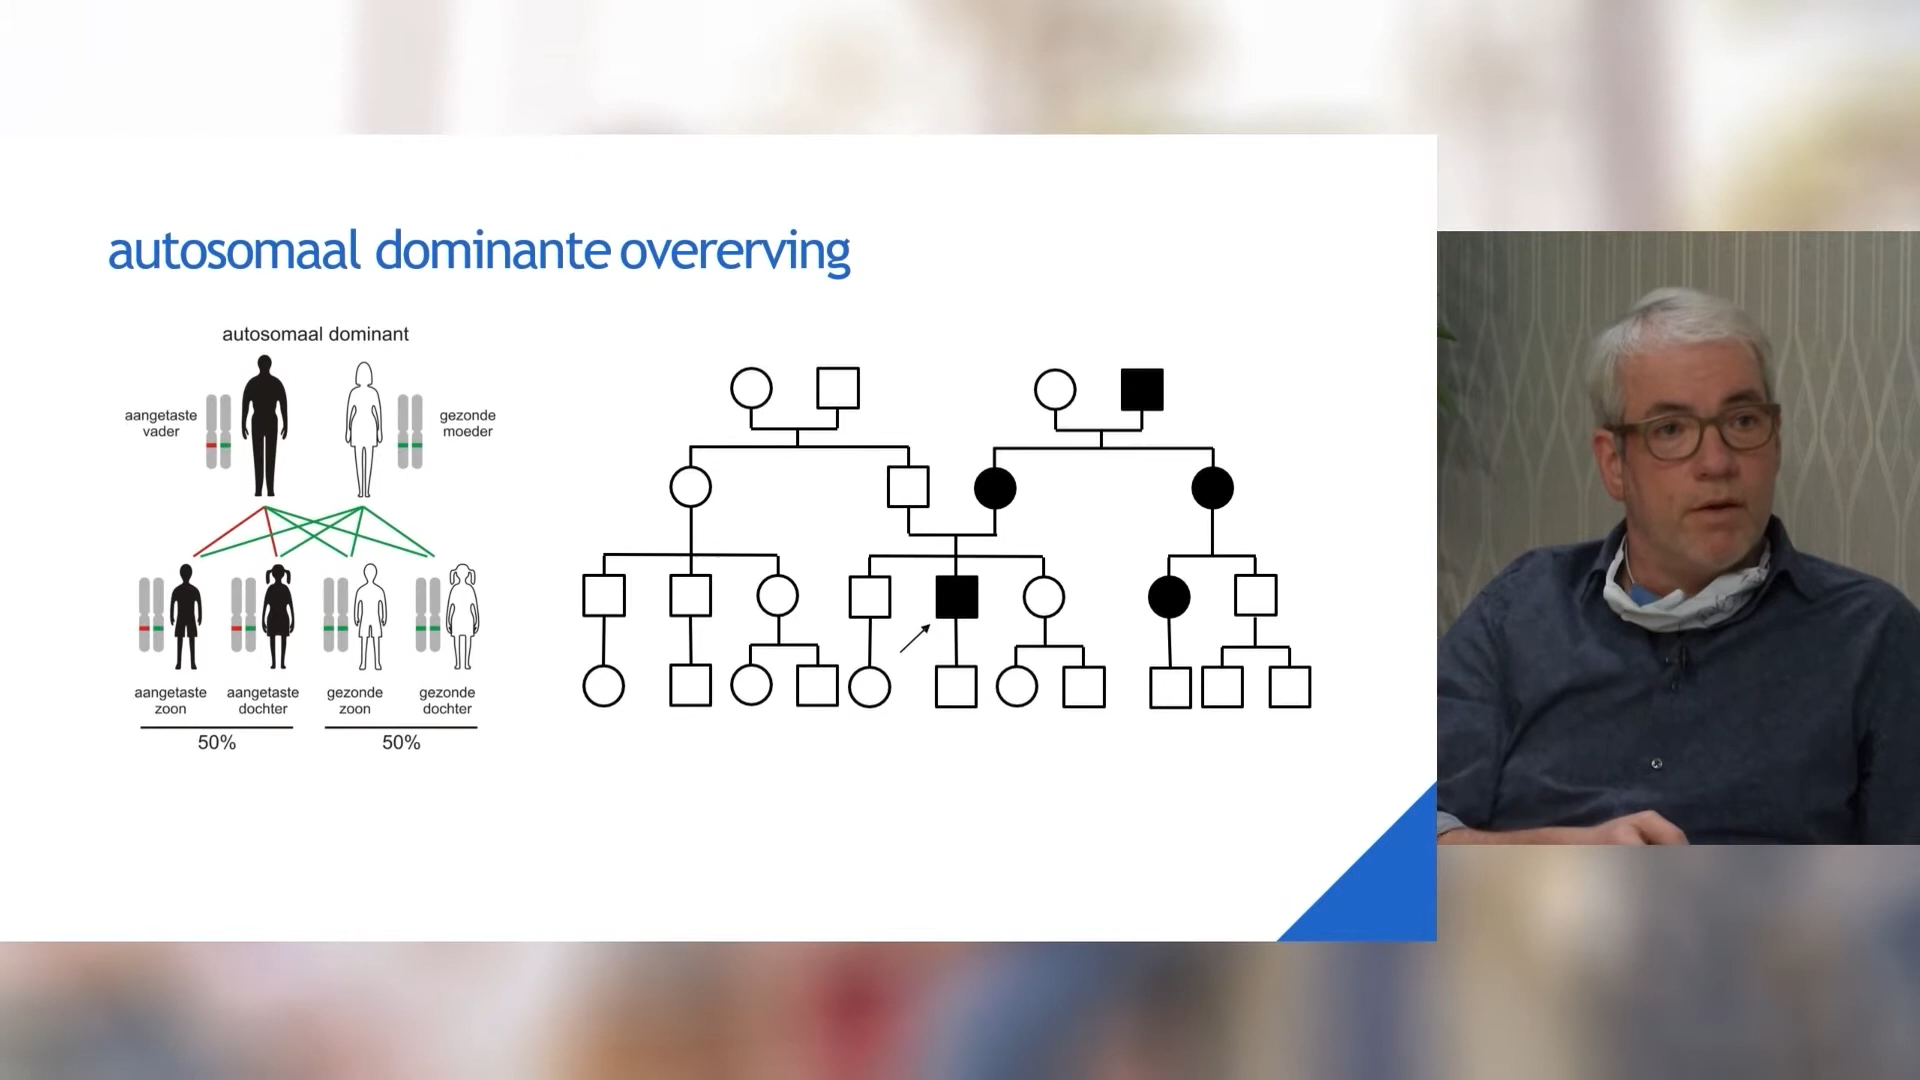 autosomaal dominante overerving
autosomaal dominant
aangetaste
vader
gezonde
moeder
aangetaste
zoon
aangetaste
dochter
gezonde
zoon
gezonde
dochter
50%
50%